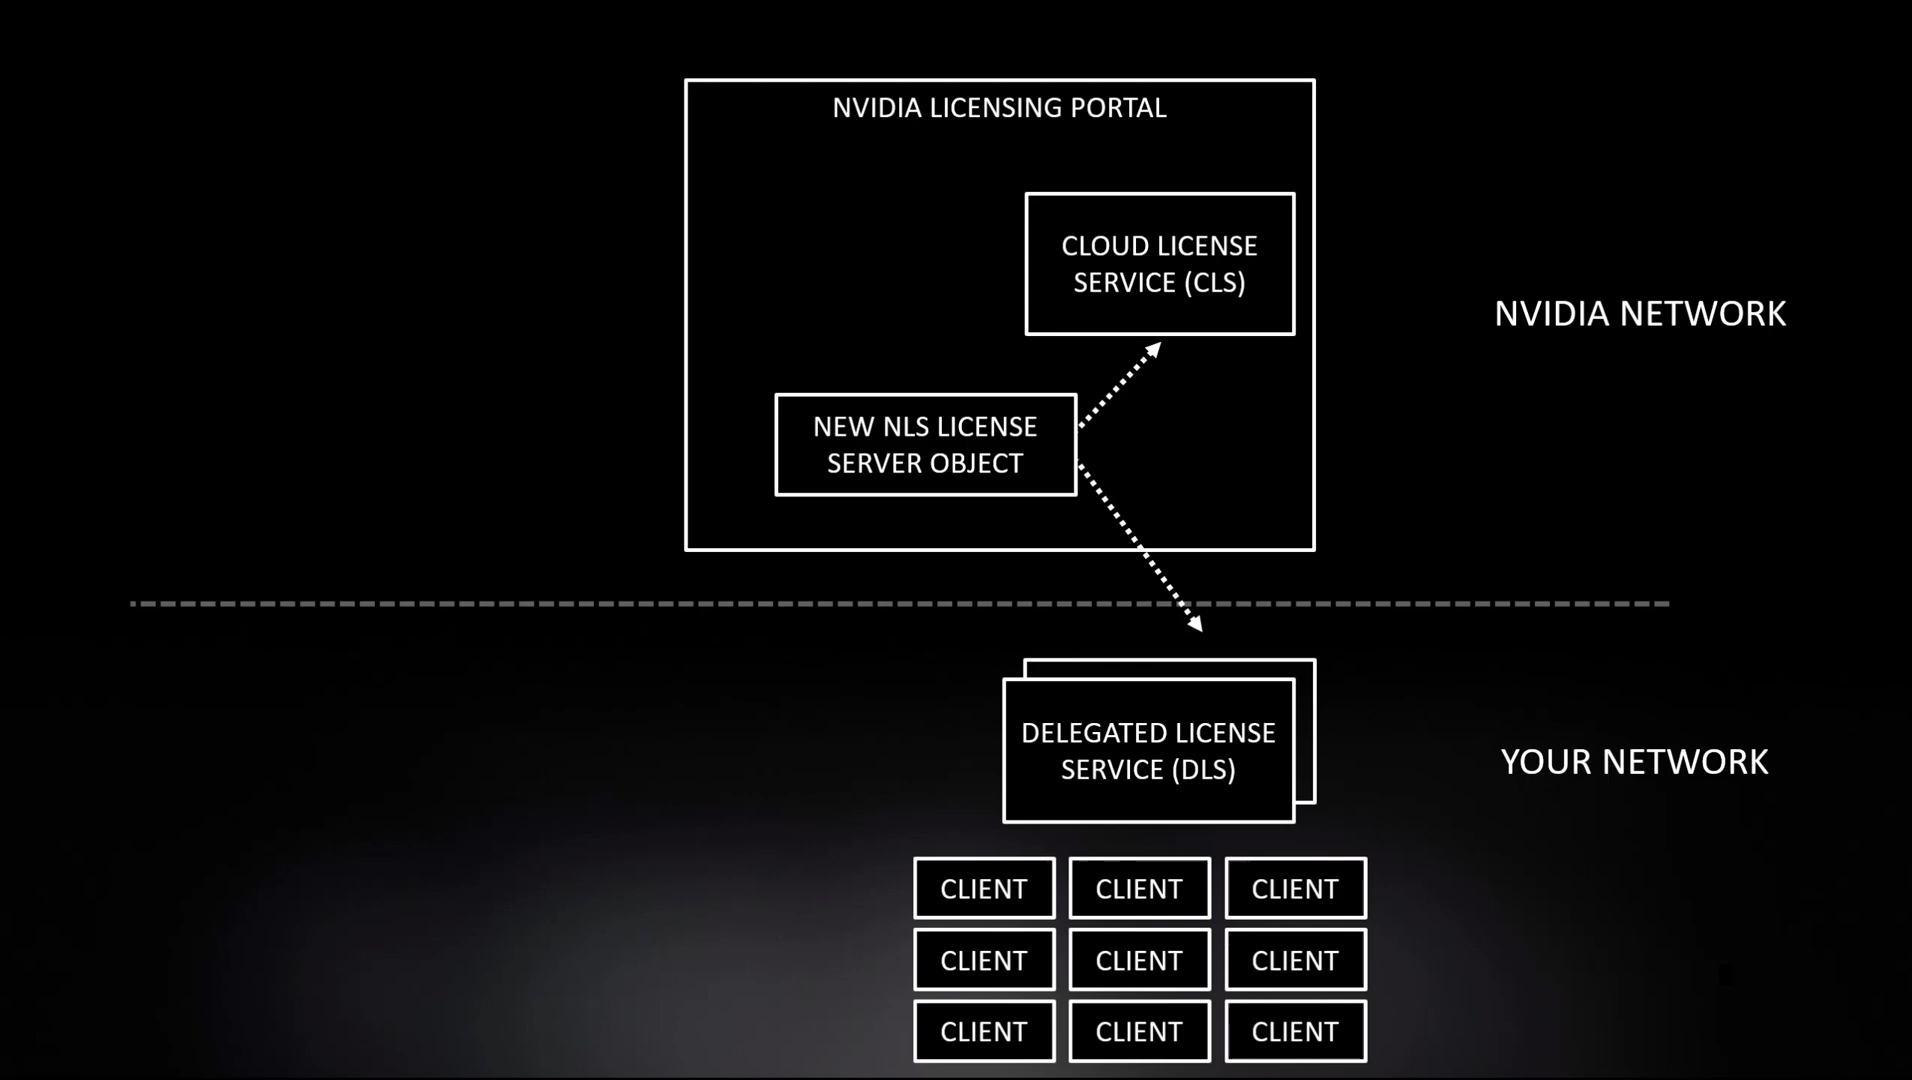 NVIDIA LICENSING PORTAL
CLOUD LICENSE
SERVICE (CLS)
NVIDIA NETWORK
NEW NLS LICENSE
SERVER OBJECT
DELEGATED LICENSE
SERVICE (DLS)
YOUR NETWORK
CLIENT
CLIENT
CLIENT
CLIENT
CLIENT
CLIENT
CLIENT
CLIENT
CLIENT